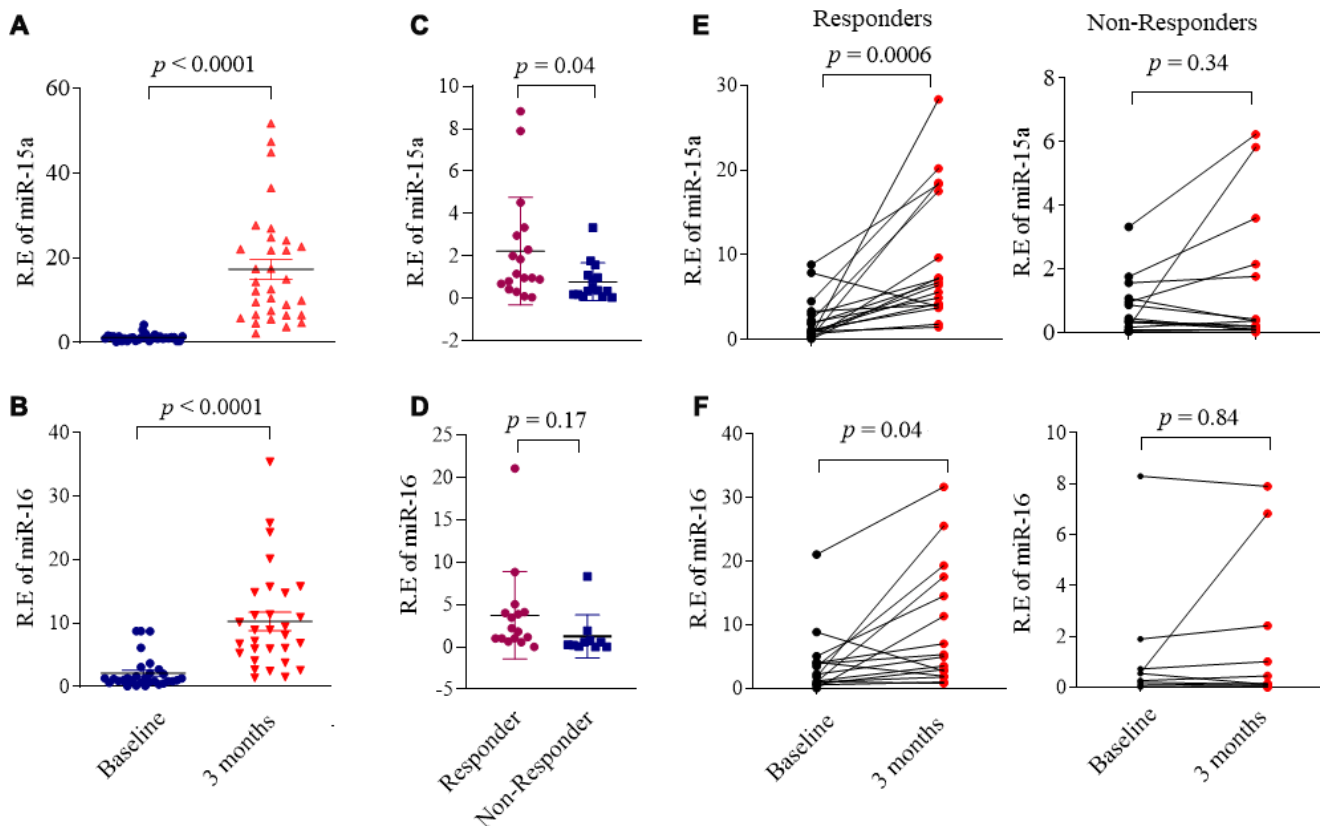 A
p < 0.0001
R.E of miR-15a
60
40
20
0
C
p = 0.04
R.E of miR-15a
10
8
6
4
2
0
-2
E
Responders
p = 0.0006
R.E of miR-15a
30
20
10
0
Non-Responders
p = 0.34
R.E of miR-15a
8
6
4
2
0
B
p < 0.0001
R.E of miR-16
40
30
20
10
0
Baseline
3 months
D
p = 0.17
R.E of miR-16
25
20
15
10
5
0
-5
Responder
Non-Responder
F
p = 0.04
R.E of miR-16
40
30
20
10
0
Baseline
3 months
p = 0.84
R.E of miR-16
10
8
6
4
2
0
Baseline
3 months